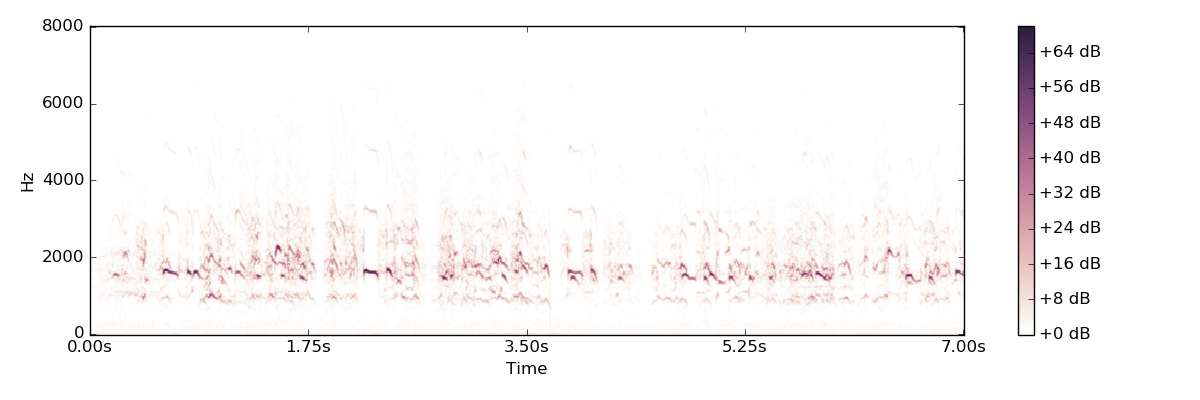 8000
6000
4000
2000
0
Hz
0.00s
1.75s
3.50s
5.25s
7.00s
Time
+64 dB
+56 dB
+48 dB
+40 dB
+32 dB
+24 dB
+16 dB
+8 dB
+0 dB